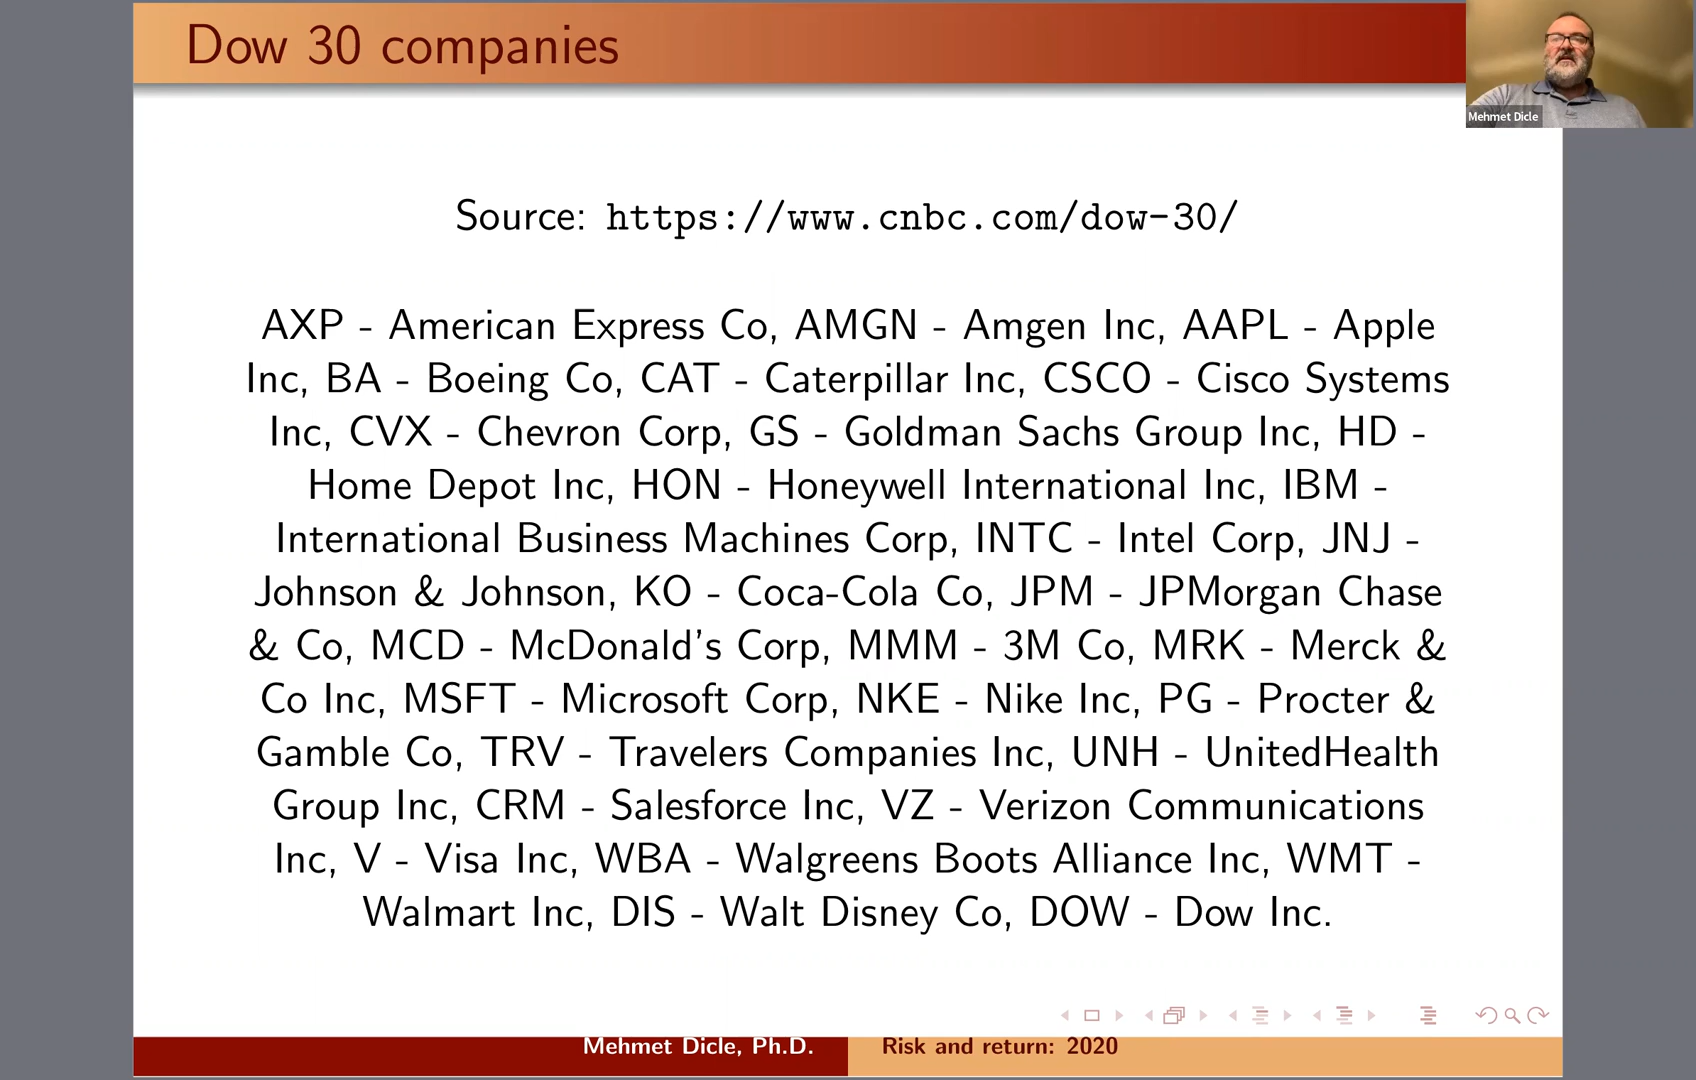 Dow 30 companies
Mehmet Dicle
Source: https://www.cnbc.com/dow-30/
AXP - American Express Co, AMGN - Amgen Inc, AAPL - Apple
Inc, BA - Boeing Co, CAT - Caterpillar Inc, CSCO - Cisco Systems
Inc, CVX - Chevron Corp, GS - Goldman Sachs Group Inc, HD -
Home Depot Inc, HON - Honeywell International Inc, IBM -
International Business Machines Corp, INTC - Intel Corp, JNJ -
Johnson & Johnson, KO - Coca-Cola Co, JPM - JPMorgan Chase
& Co, MCD - McDonald's Corp, MMM - 3M Co, MRK - Merck &
Co Inc, MSFT - Microsoft Corp, NKE - Nike Inc, PG - Procter &
Gamble Co, TRV - Travelers Companies Inc, UNH - UnitedHealth
Group Inc, CRM - Salesforce Inc, VZ - Verizon Communications
Inc, V - Visa Inc, WBA - Walgreens Boots Alliance Inc, WMT -
Walmart Inc, DIS - Walt Disney Co, DOW - Dow Inc.
Mehmet Dicle, Ph.D.
Risk and return: 2020